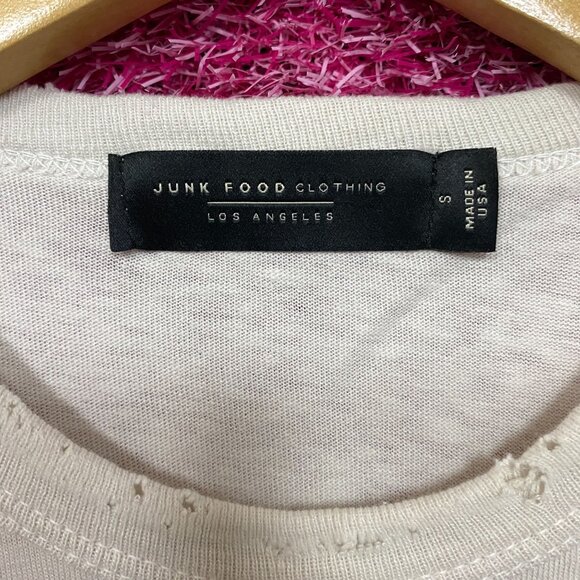 JUNK FOOD CLOTHING
LOS ANGELES
S
MADE IN
USA